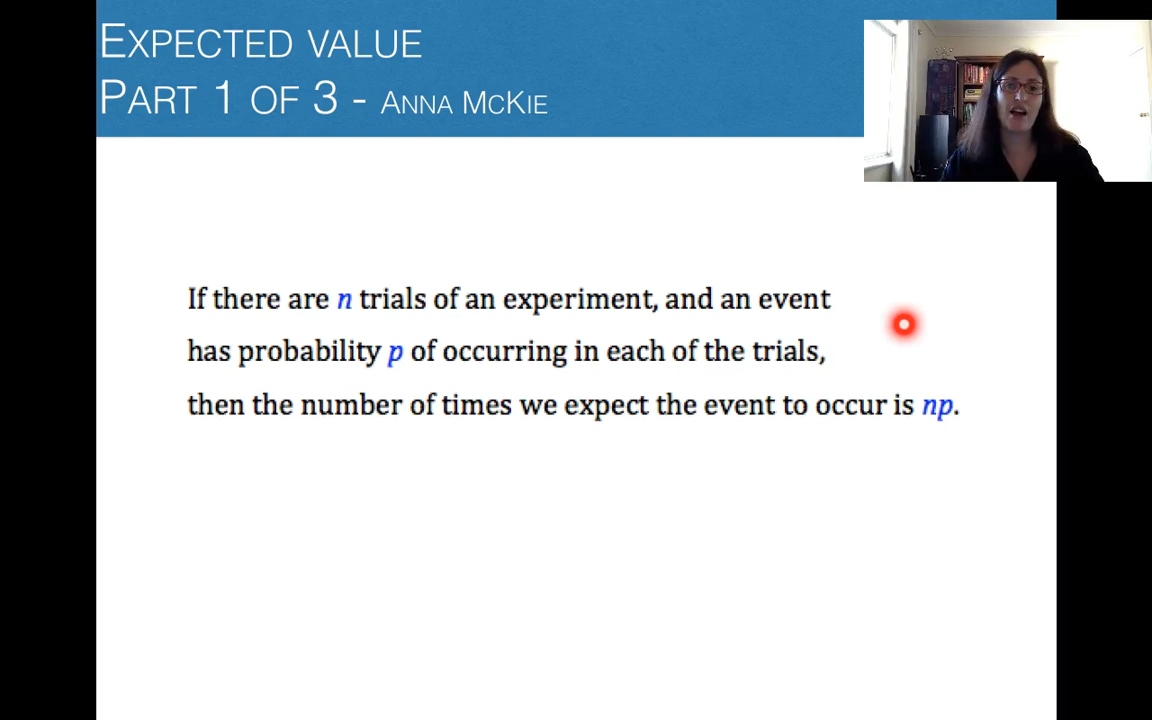 EXPECTED VALUE
PART 1 OF 3 - ANNA MCKIE
If there are n trials of an experiment, and an event
has probability p of occurring in each of the trials,
then the number of times we expect the event to occur is np.